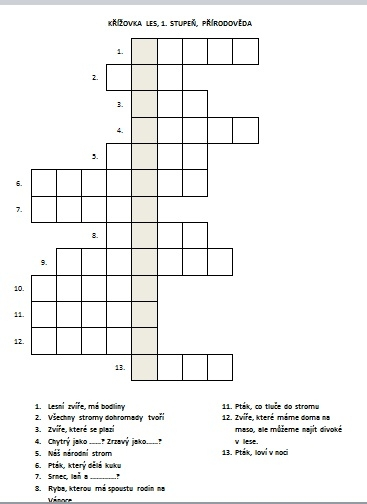 KŘÍŽOVKA LES, 1. STUPEŇ, PŘÍRODOVĚDA
1.
2.
3.
4.
5.
6.
7.
8.
9.
10.
11.
12.
13.
1. Lesní zvíře, má bodliny
2. Všechny stromy dohromady tvoří
3. Zvíře, které se plazí
4. Chytrý jako ......? Zrzavý jako......?
5. Náš národní strom
6. Pták, který dělá kuku
7. Srnec, laň a .............?
8. Ryba, kterou má spoustu rodin na
Vánoce
11. Pták, co tluče do stromu
12. Zvíře, které máme doma na
maso, ale můžeme najít divoké
v lese.
13. Pták, loví v noci